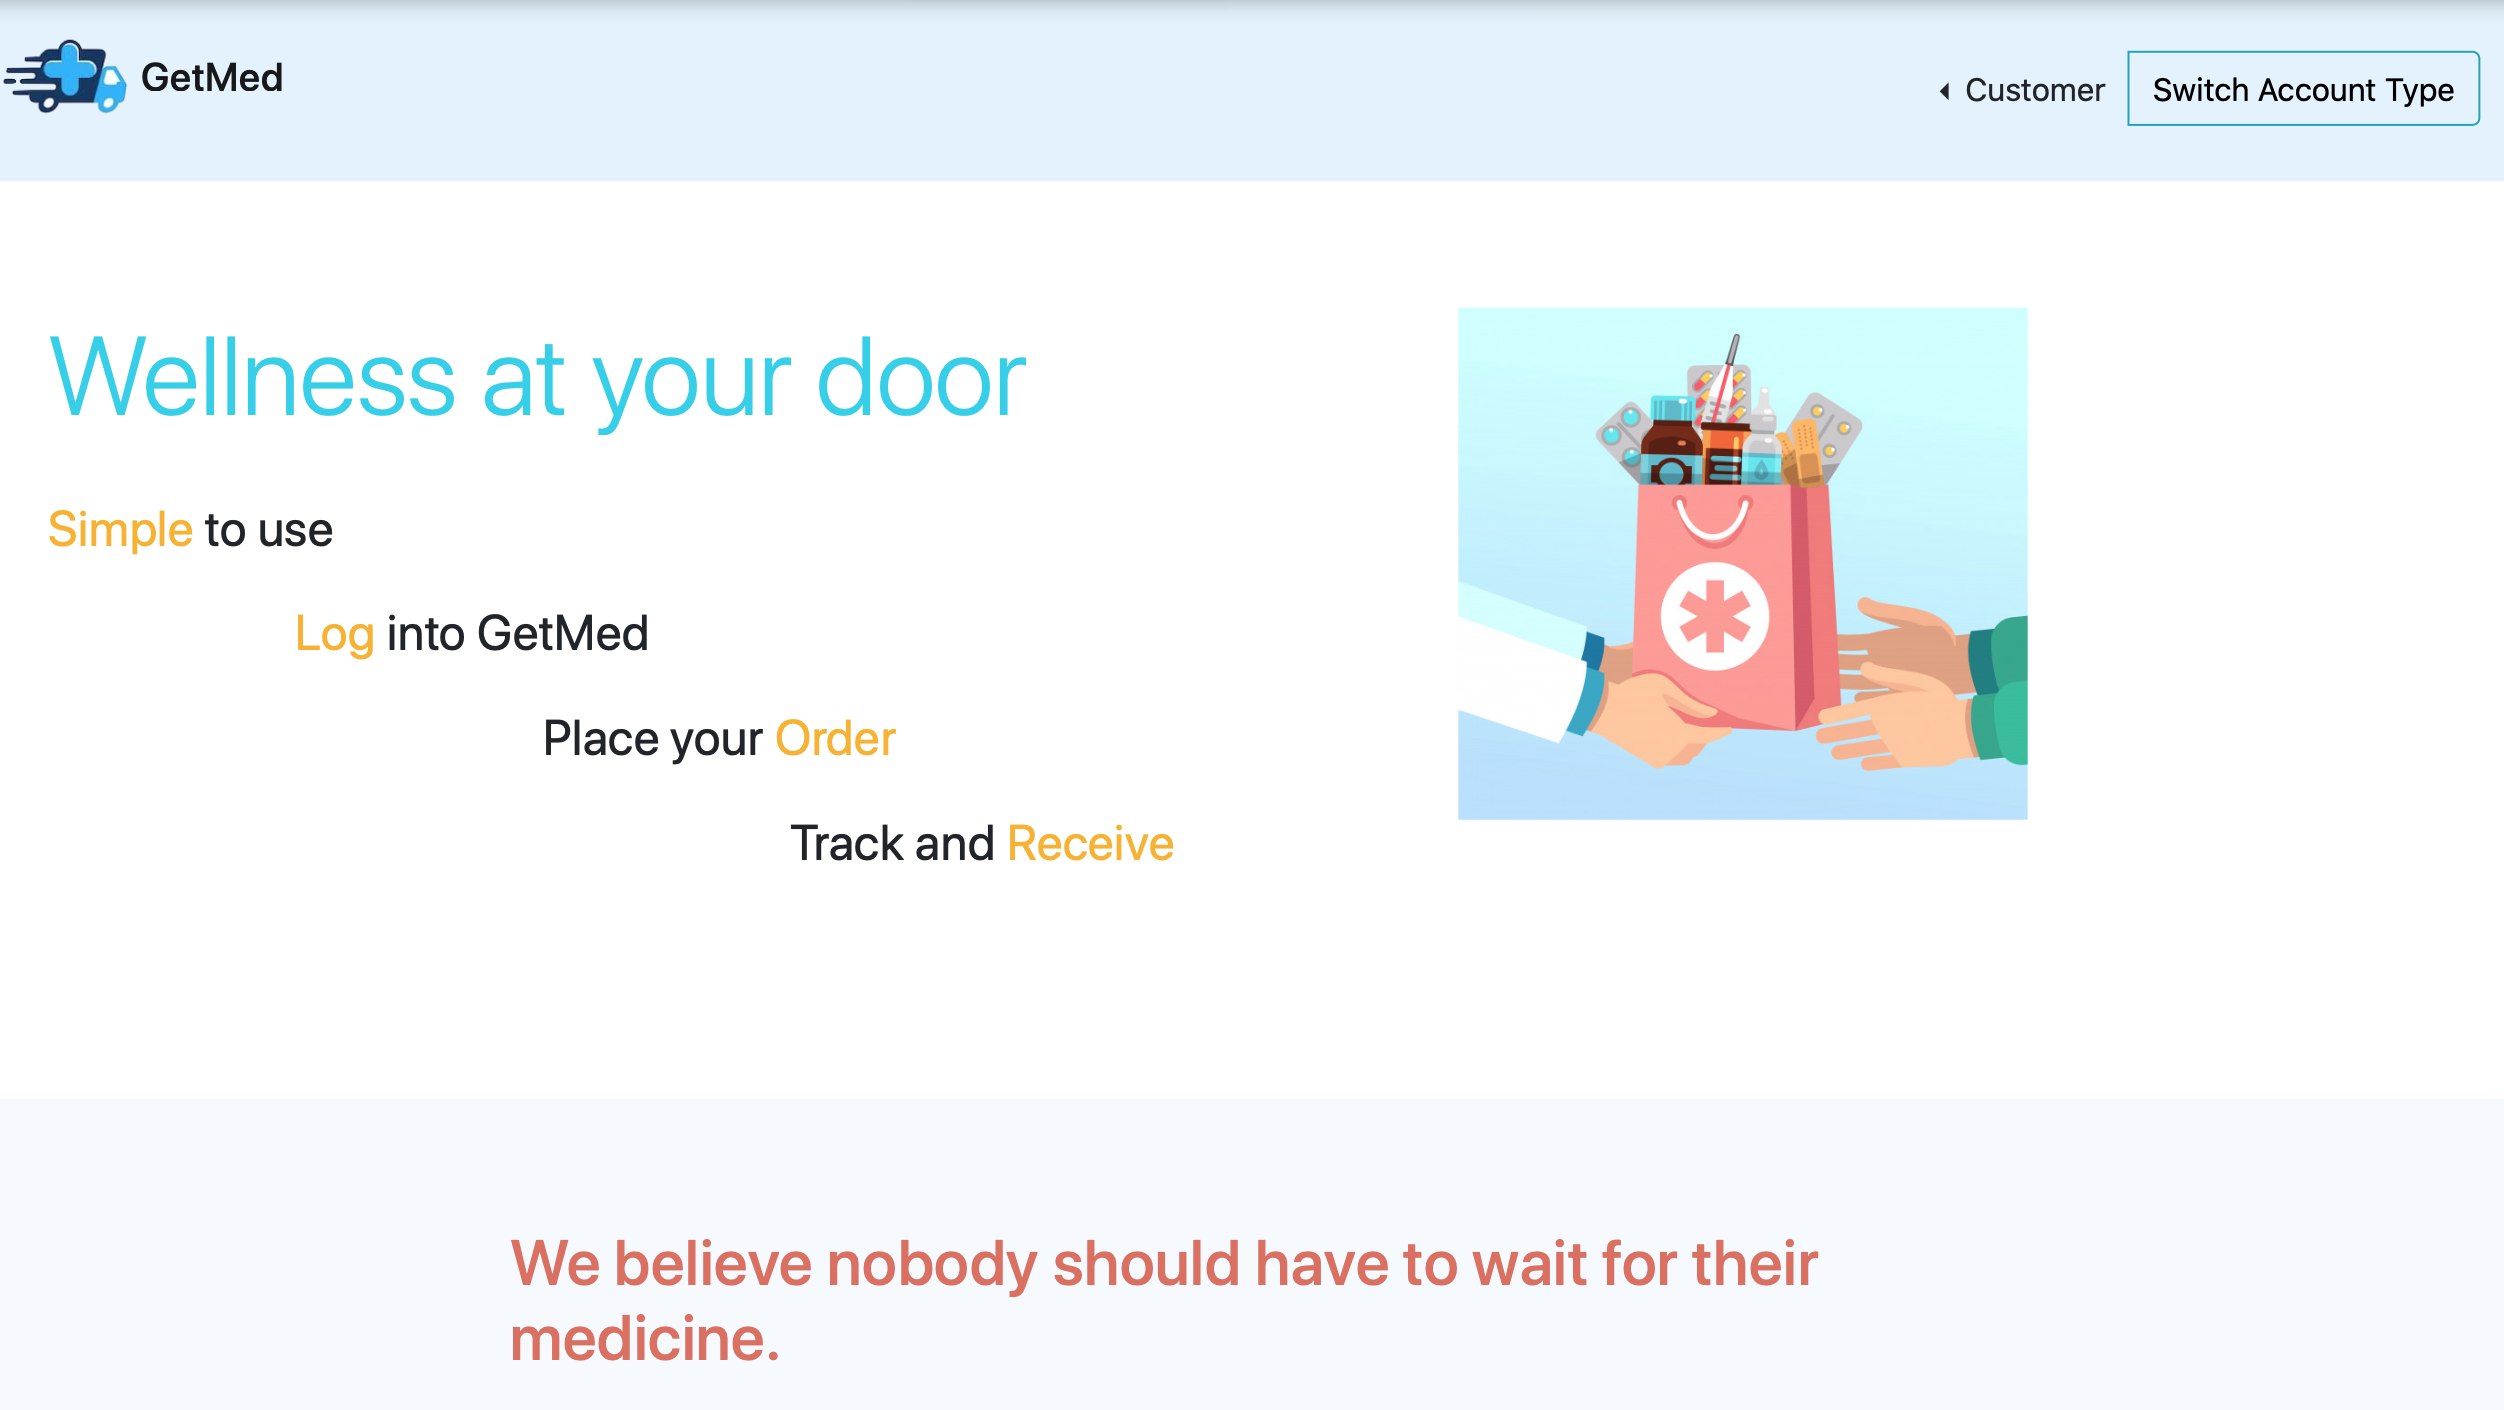 GetMed
Customer
Switch Account Type
Wellness at your door
Simple to use
Log into GetMed
Place your Order
Track and Receive
We believe nobody should have to wait for their
medicine.